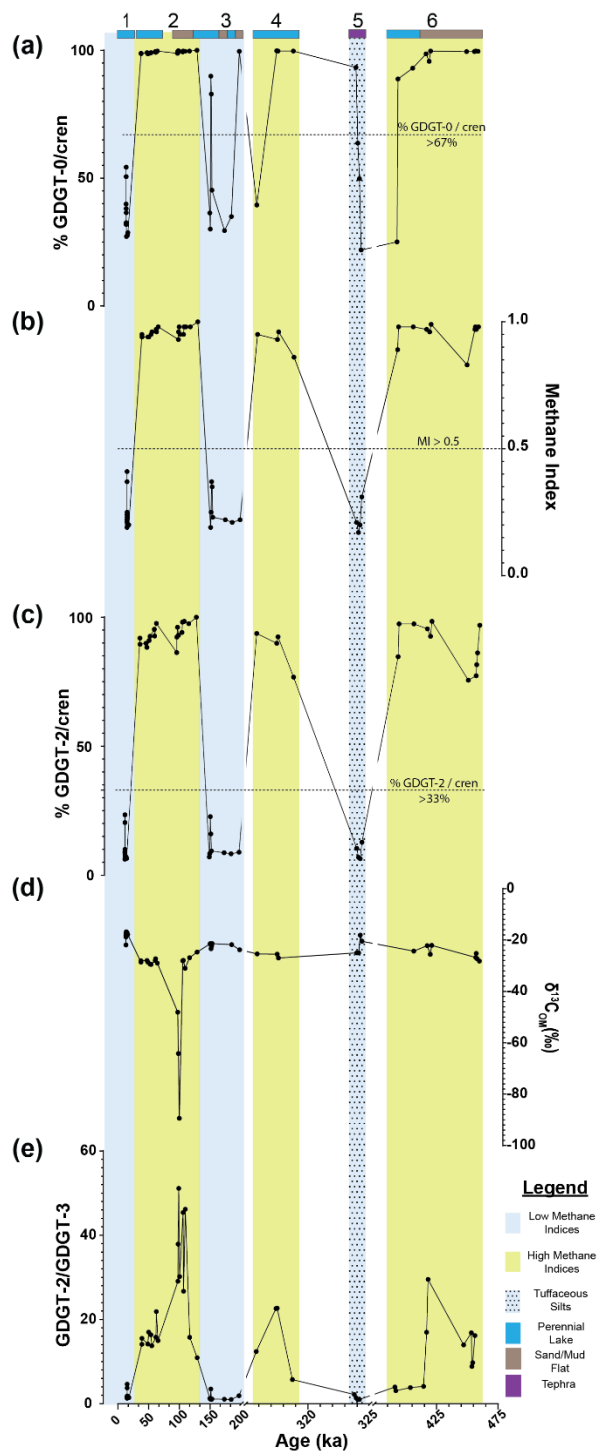 1 2 3 4 5 6
(a)
100
50
0
% GDGT-0/cren
% GDGT-0 / cren
>67%
(b)
1.0
0.5
0.0
Methane Index
MI > 0.5
(c)
100
50
0
% GDGT-2/cren
% GDGT-2 / cren
>33%
(d)
0
-20
-40
-60
-80
-100
δ¹³C_OM(‰)
(e)
60
40
20
0
GDGT-2/GDGT-3
0 50 100 150 200 320 325 425 475
Age (ka)
Legend
Low Methane
Indices
High Methane
Indices
Tuffaceous
Silts
Perennial
Lake
Sand/Mud
Flat
Tephra